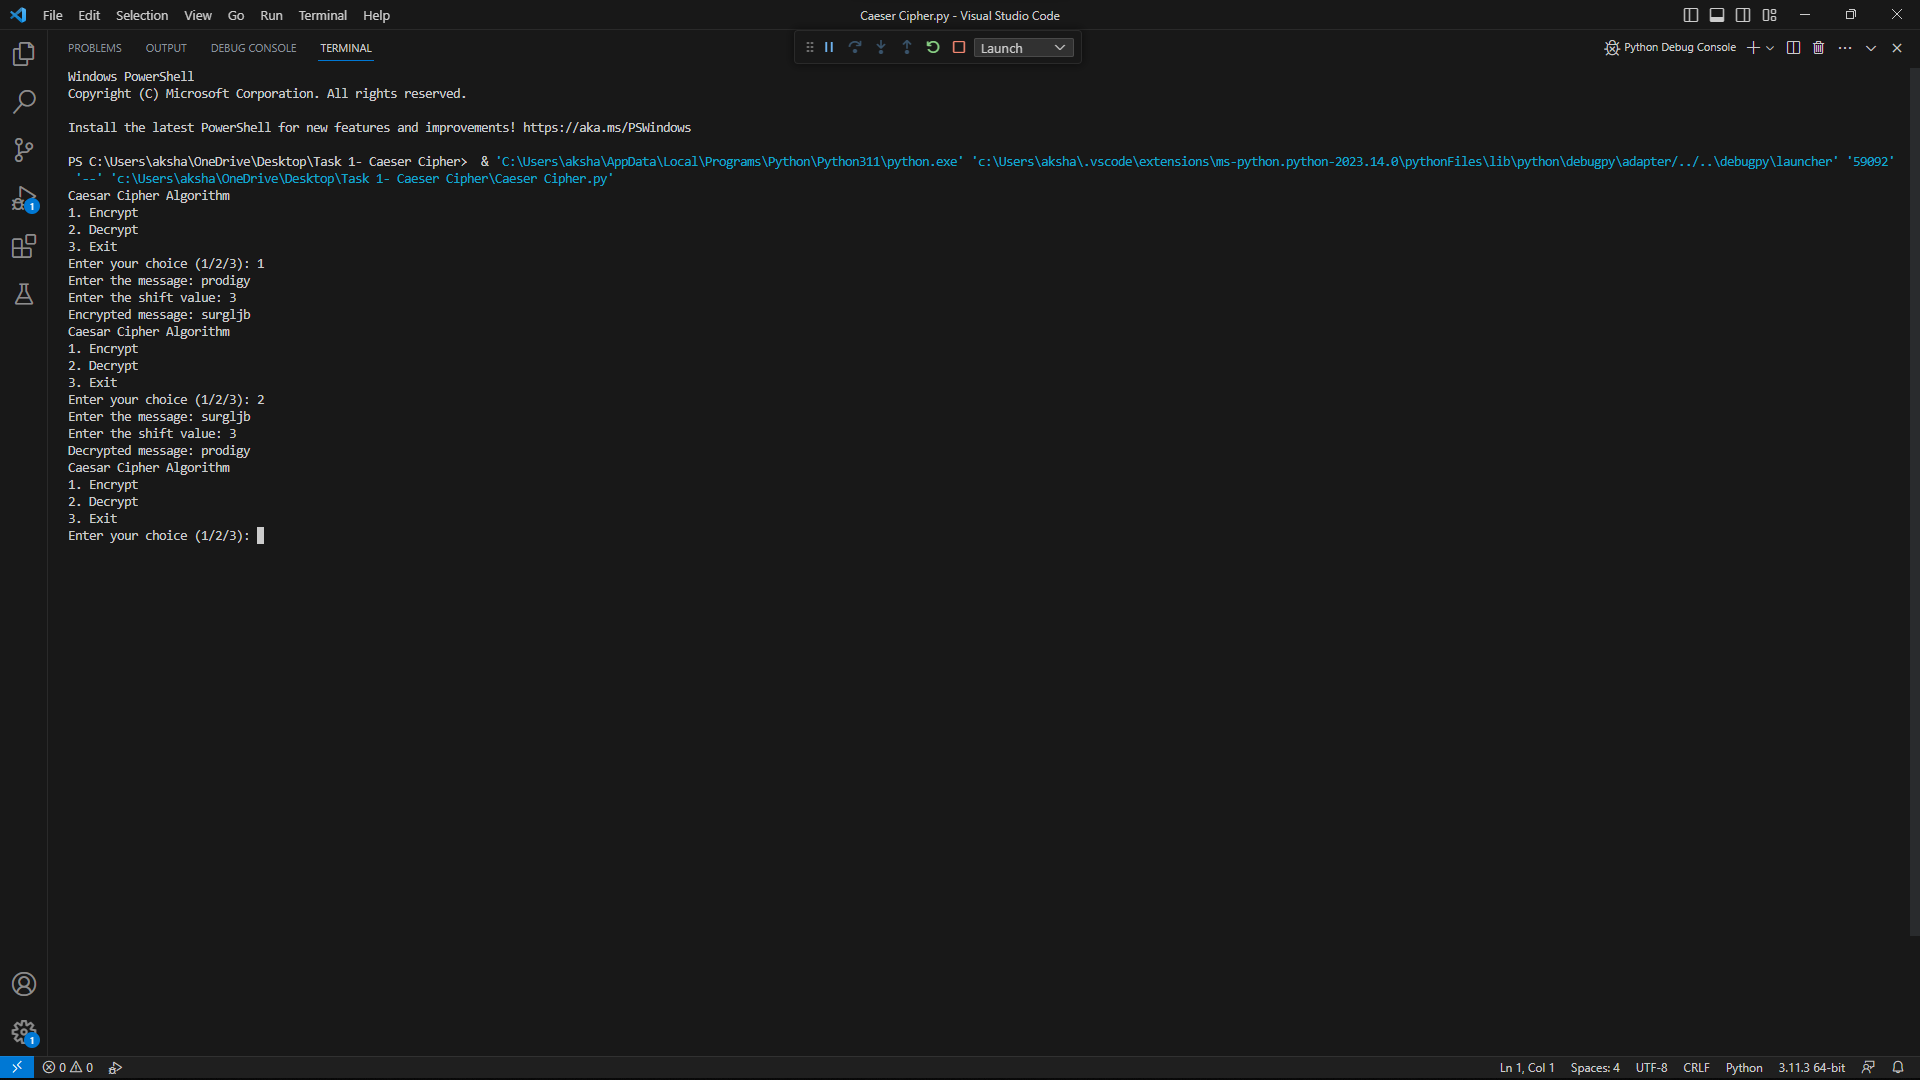 File Edit Selection View Go Run Terminal Help
Caeser Cipher.py - Visual Studio Code
PROBLEMS OUTPUT DEBUG CONSOLE TERMINAL
Launch
Python Debug Console
Windows PowerShell
Copyright (C) Microsoft Corporation. All rights reserved.
Install the latest PowerShell for new features and improvements! https://aka.ms/PSWindows
PS C:\Users\aksha\OneDrive\Desktop\Task 1- Caeser Cipher>  & 'C:\Users\aksha\AppData\Local\Programs\Python\Python311\python.exe' 'c:\Users\aksha\.vscode\extensions\ms-python.python-2023.14.0\pythonFiles\lib\python\debugpy\adapter/../..\debugpy\launcher' '59092'
'--' 'c:\Users\aksha\OneDrive\Desktop\Task 1- Caeser Cipher\Caeser Cipher.py'
Caesar Cipher Algorithm
1. Encrypt
2. Decrypt
3. Exit
Enter your choice (1/2/3): 1
Enter the message: prodigy
Enter the shift value: 3
Encrypted message: surgljb
Caesar Cipher Algorithm
1. Encrypt
2. Decrypt
3. Exit
Enter your choice (1/2/3): 2
Enter the message: surgljb
Enter the shift value: 3
Decrypted message: prodigy
Caesar Cipher Algorithm
1. Encrypt
2. Decrypt
3. Exit
Enter your choice (1/2/3):
1
1
0 0
Ln 1, Col 1 Spaces: 4 UTF-8 CRLF Python 3.11.3 64-bit